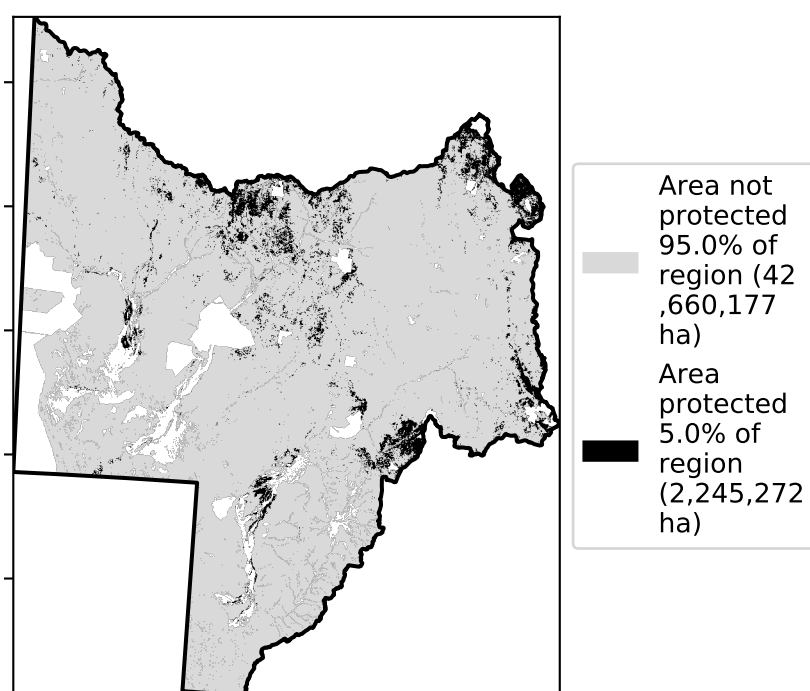 Area not
protected
95.0% of
region (42
,660,177
ha)
Area
protected
5.0% of
region
(2,245,272
ha)